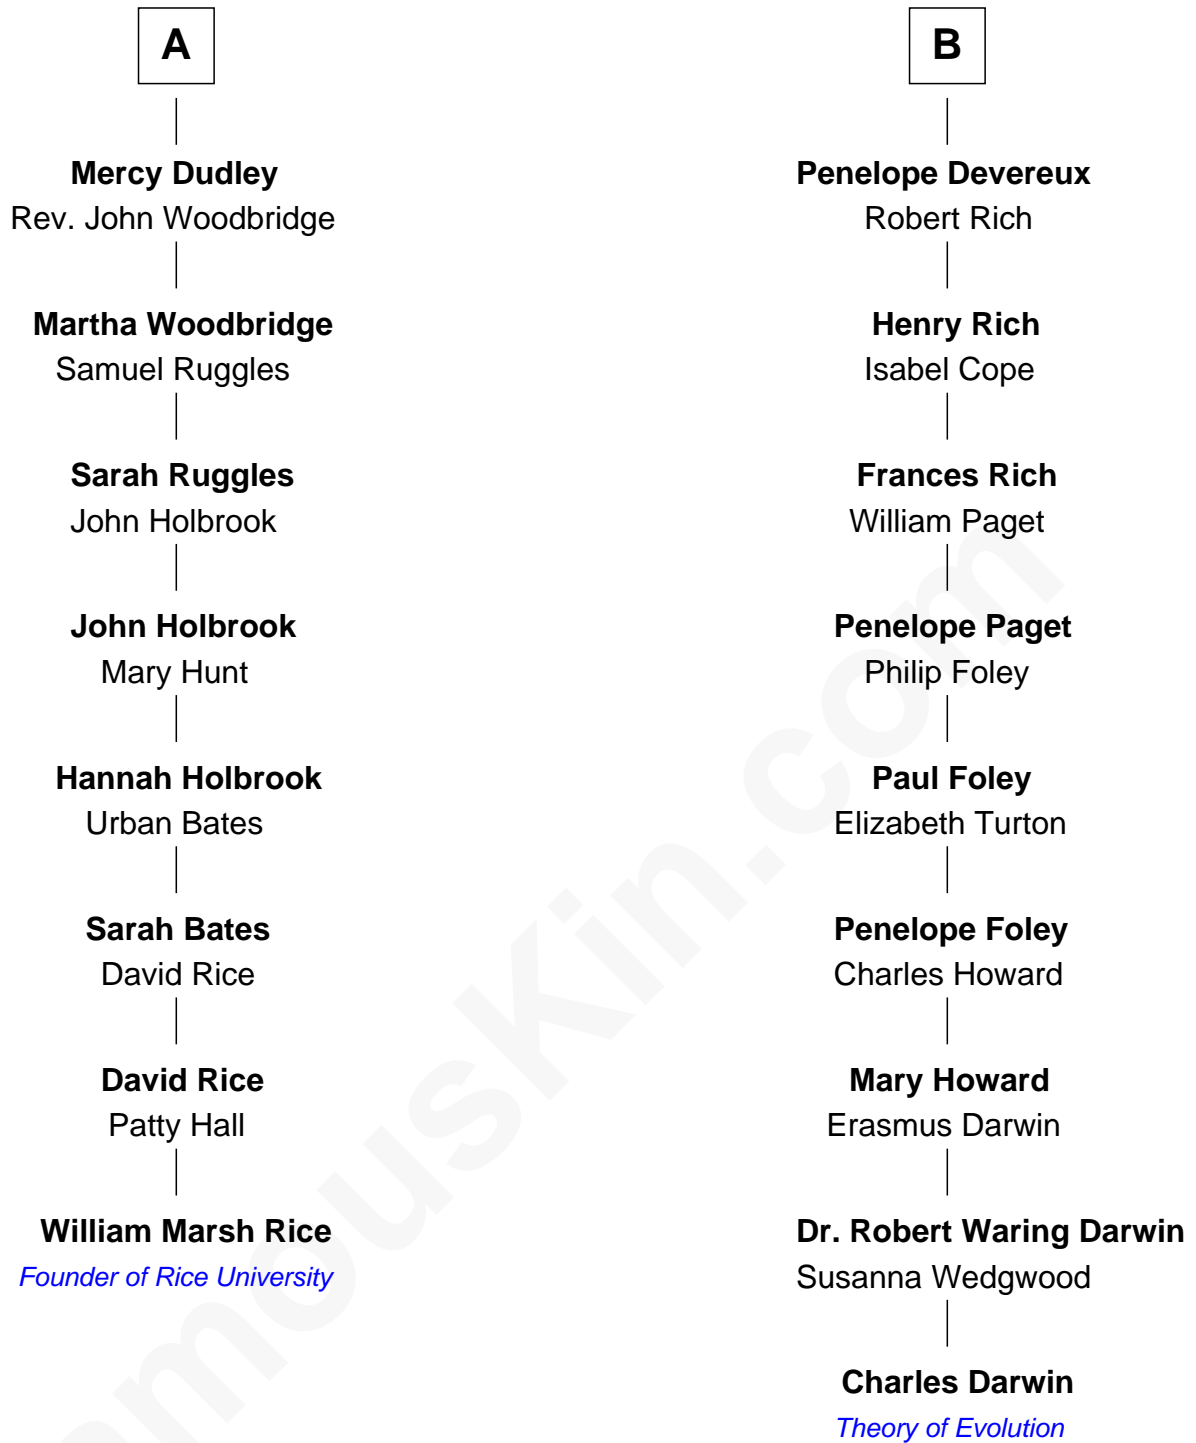 A
Mercy Dudley
Rev. John Woodbridge
Martha Woodbridge
Samuel Ruggles
Sarah Ruggles
John Holbrook
John Holbrook
Mary Hunt
Hannah Holbrook
Urban Bates
Sarah Bates
David Rice
David Rice
Patty Hall
William Marsh Rice
Founder of Rice University
B
Penelope Devereux
Robert Rich
Henry Rich
Isabel Cope
Frances Rich
William Paget
Penelope Paget
Philip Foley
Paul Foley
Elizabeth Turton
Penelope Foley
Charles Howard
Mary Howard
Erasmus Darwin
Dr. Robert Waring Darwin
Susanna Wedgwood
Charles Darwin
Theory of Evolution
amouskin.com